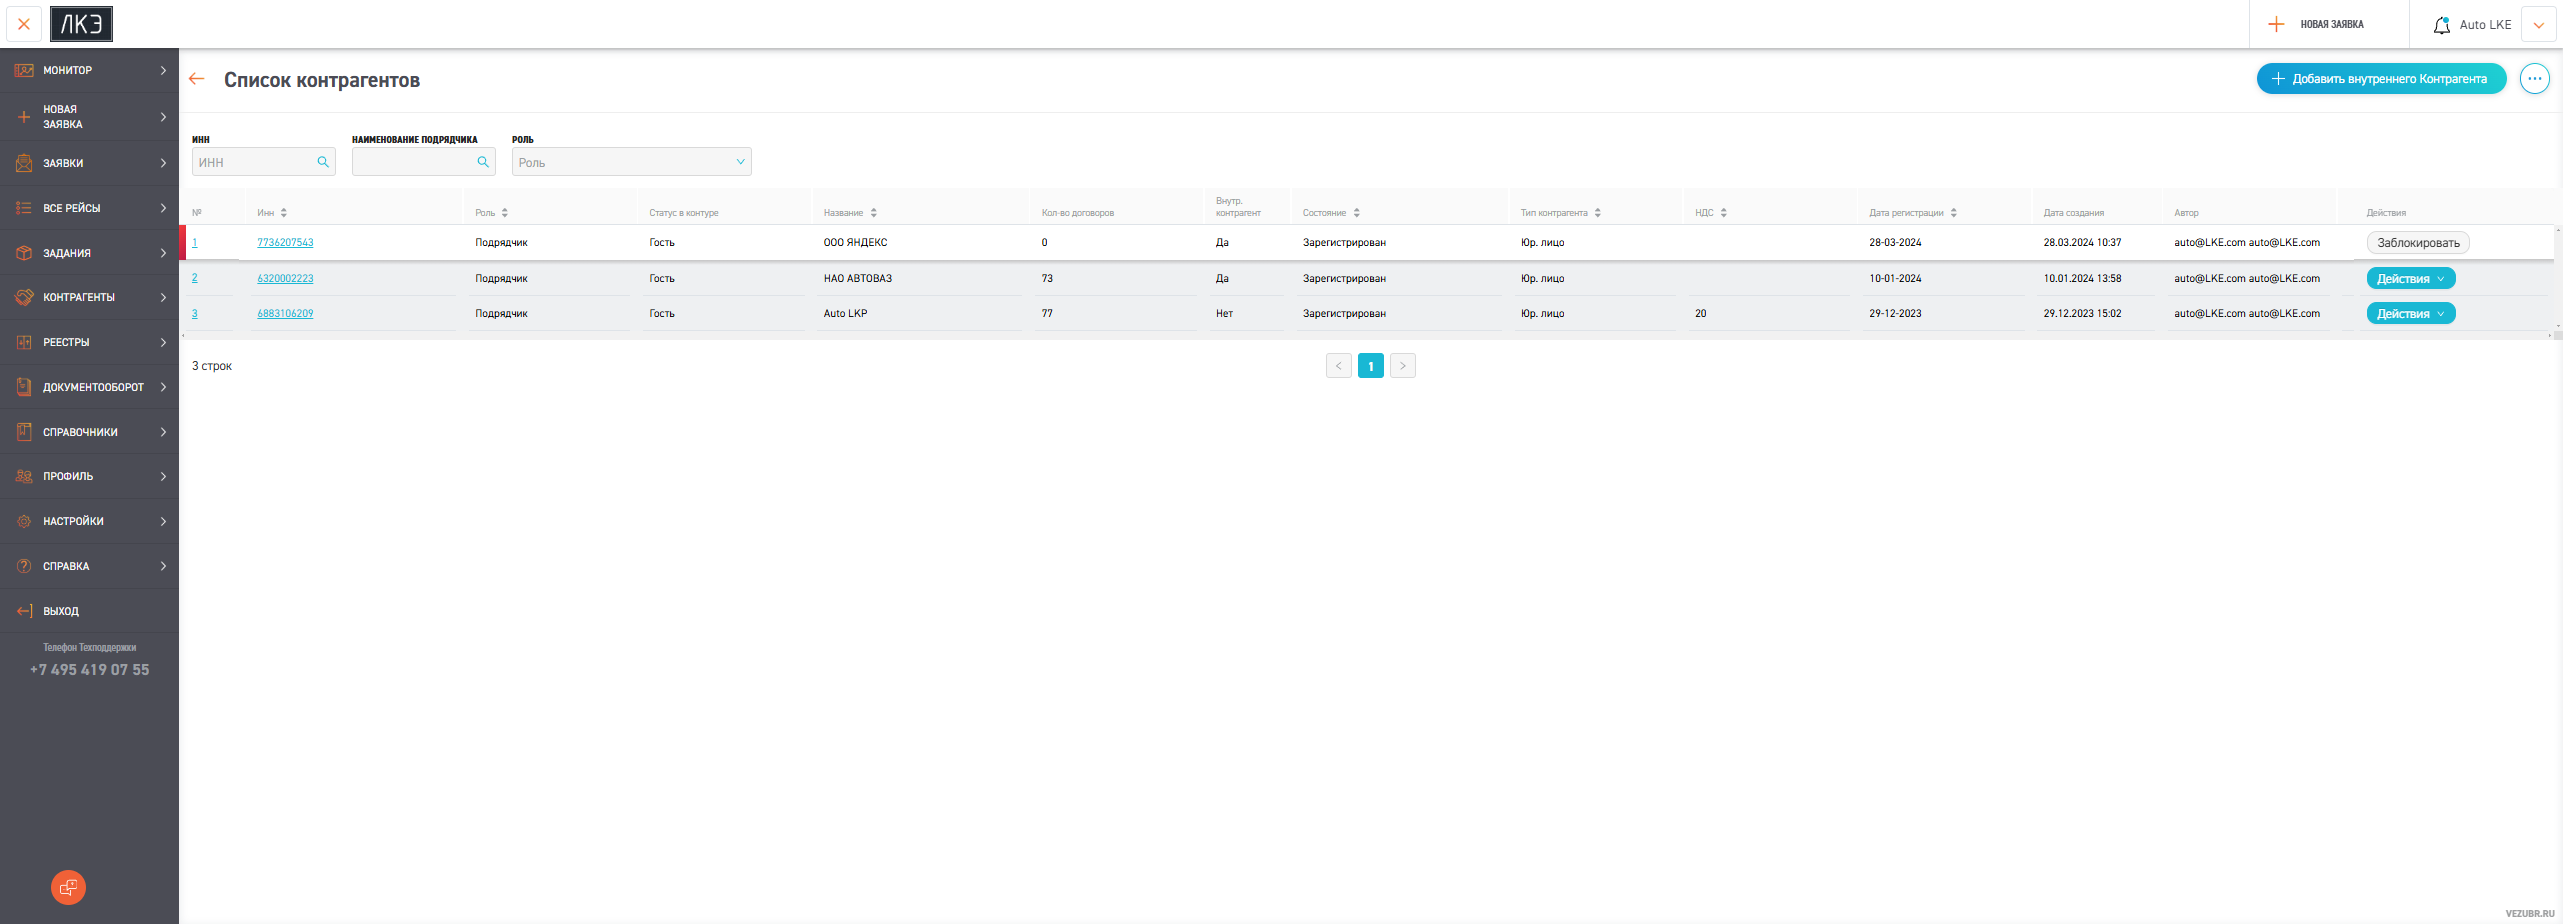 ЛКЭ
НОВАЯ ЗАЯВКА
Auto LKE
МОНИТОР
НОВАЯ
ЗАЯВКА
ЗАЯВКИ
ВСЕ РЕЙСЫ
ЗАДАНИЯ
КОНТРАГЕНТЫ
РЕЕСТРЫ
ДОКУМЕНТООБОРОТ
СПРАВОЧНИКИ
ПРОФИЛЬ
НАСТРОЙКИ
СПРАВКА
ВЫХОД
Телефон Техподдержки
+7 495 419 07 55
Список контрагентов
Добавить внутреннего Контрагента
ИНН НАИМЕНОВАНИЕ ПОДРЯДЧИКА РОЛЬ
ИНН Роль
№ Инн Роль Статус в контуре Название Кол-во договоров Внутр. контрагент Состояние Тип контрагента НДС Дата регистрации Дата создания Автор Действия
1 7736207543 Подрядчик Гость ООО ЯНДЕКС 0 Да Зарегистрирован Юр. лицо 28-03-2024 28.03.2024 10:37 auto@LKE.com auto@LKE.com Заблокировать
2 6320002223 Подрядчик Гость НАО АВТОВАЗ 73 Да Зарегистрирован Юр. лицо 10-01-2024 10.01.2024 13:58 auto@LKE.com auto@LKE.com Действия
3 6883106209 Подрядчик Гость Auto LKP 77 Нет Зарегистрирован Юр. лицо 20 29-12-2023 29.12.2023 15:02 auto@LKE.com auto@LKE.com Действия
3 строк
< 1 >
VEZUBR.RU